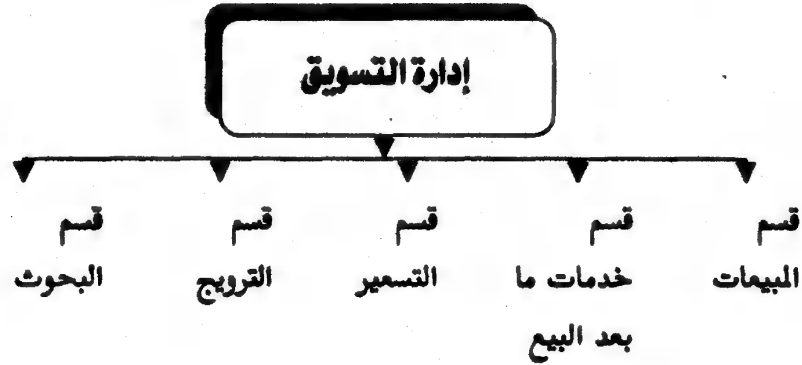 إدارة التسويق
قسم قسم قسم قسم قسم
المبيعات خدمات ما التسعير الترويج البحوث
بعد البيع